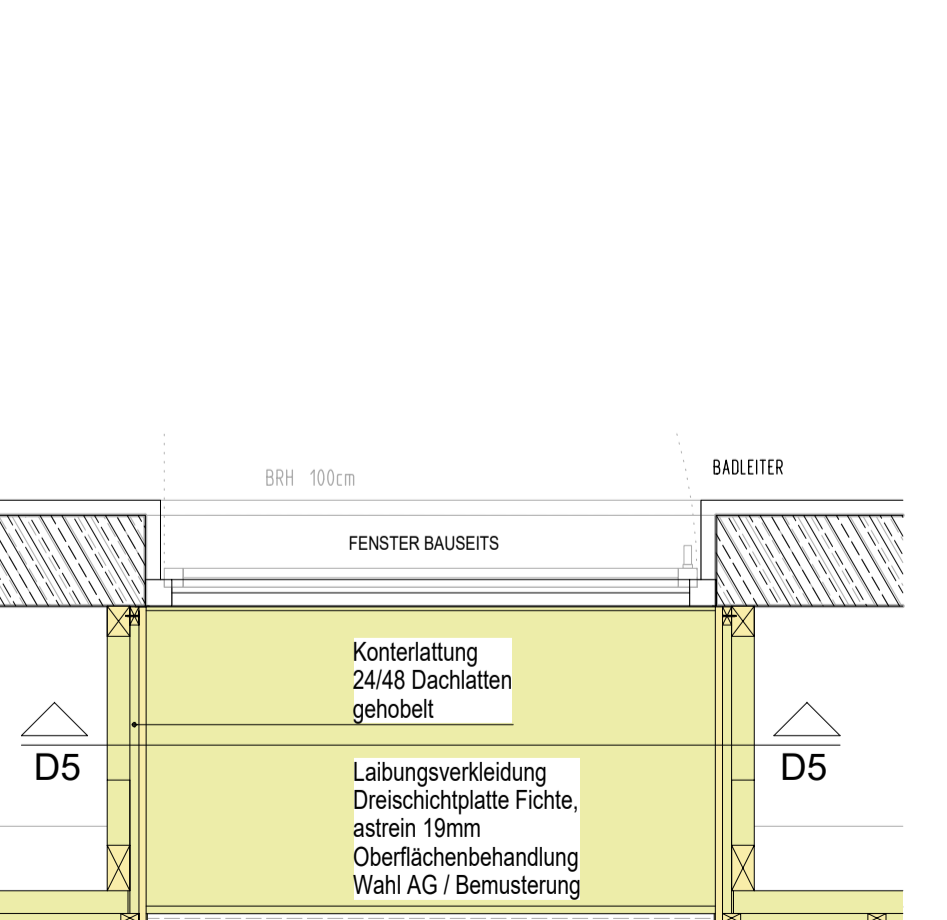 BADLEITER
BRH 100cm
FENSTER BAUSEITS
Konterlattung
24/48 Dachlatten
gehobelt
D5
D5
Laibungsverkleidung
Dreischichtplatte Fichte,
astrein 19mm
Oberflächenbehandlung
Wahl AG / Bemusterung